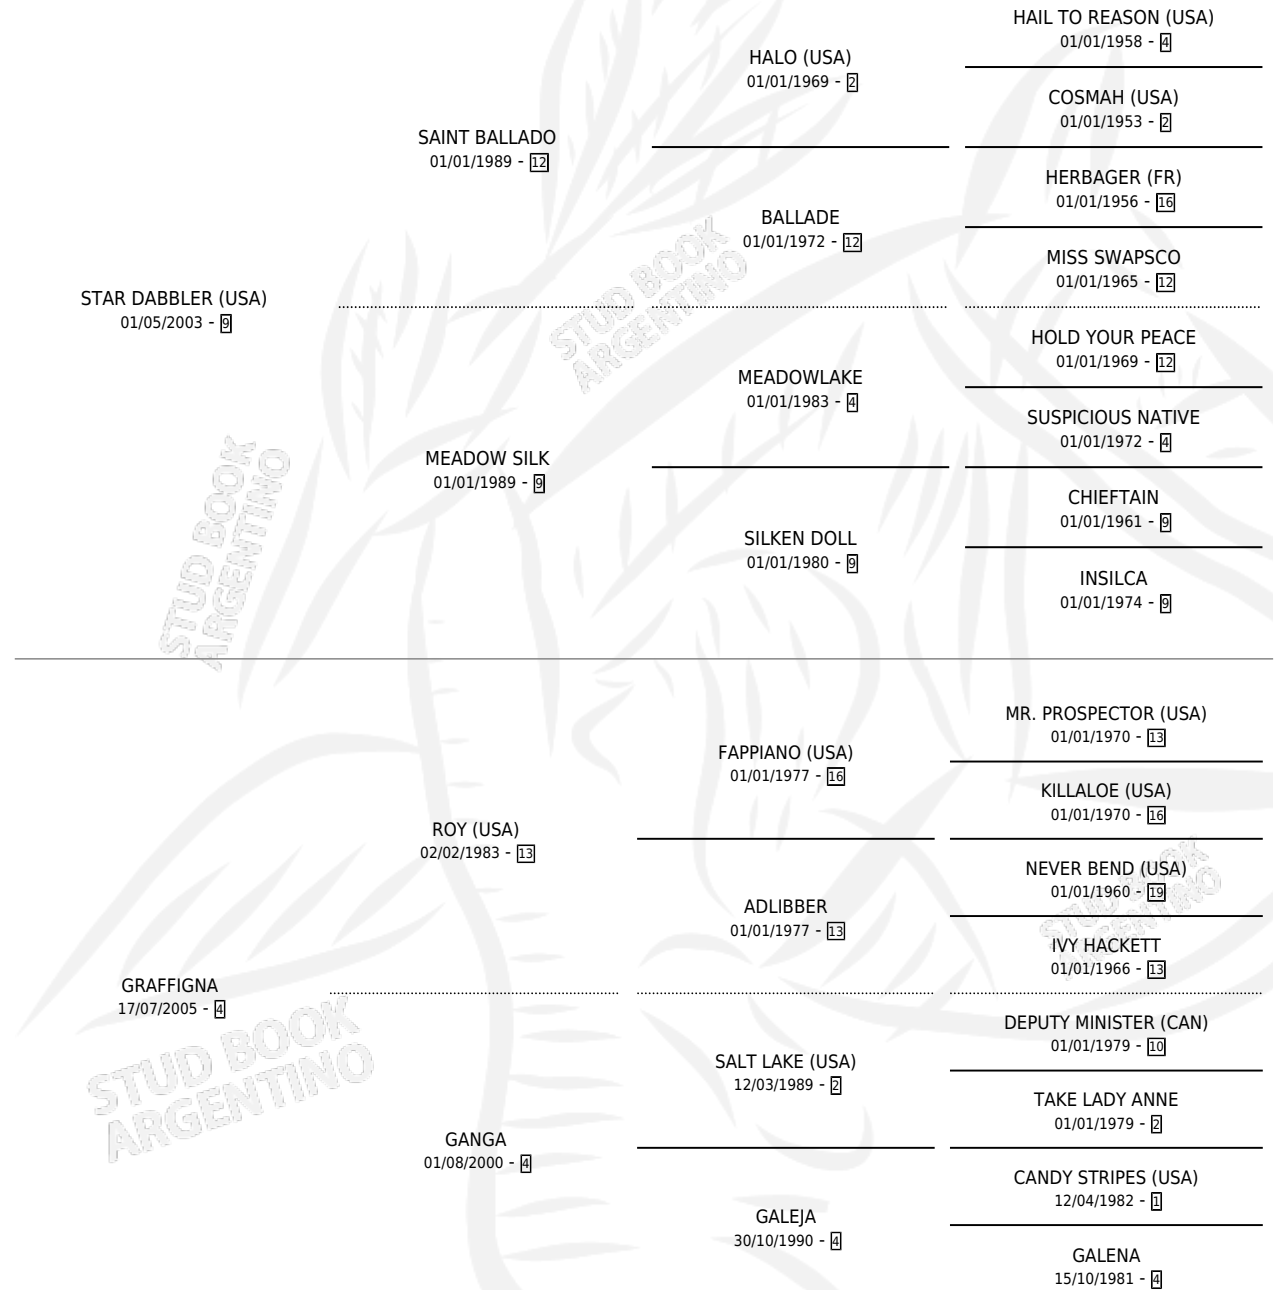 HAIL TO REASON (USA)
01/01/1958 - 4
HALO (USA)
01/01/1969 - 2
COSMAH (USA)
01/01/1953 - 2
SAINT BALLADO
01/01/1989 - 12
HERBAGER (FR)
01/01/1956 - 16
BALLADE
01/01/1972 - 12
MISS SWAPSCO
01/01/1965 - 12
STAR DABBLER (USA)
01/05/2003 - 9
HOLD YOUR PEACE
01/01/1969 - 12
MEADOWLAKE
01/01/1983 - 4
SUSPICIOUS NATIVE
01/01/1972 - 4
MEADOW SILK
01/01/1989 - 9
CHIEFTAIN
01/01/1961 - 9
SILKEN DOLL
01/01/1980 - 9
INSILCA
01/01/1974 - 9
MR. PROSPECTOR (USA)
01/01/1970 - 13
FAPPIANO (USA)
01/01/1977 - 16
KILLALOE (USA)
01/01/1970 - 16
ROY (USA)
02/02/1983 - 13
NEVER BEND (USA)
01/01/1960 - 19
ADLIBBER
01/01/1977 - 13
IVY HACKETT
01/01/1966 - 13
GRAFFIGNA
17/07/2005 - 4
DEPUTY MINISTER (CAN)
01/01/1979 - 10
SALT LAKE (USA)
12/03/1989 - 2
TAKE LADY ANNE
01/01/1979 - 2
GANGA
01/08/2000 - 4
CANDY STRIPES (USA)
12/04/1982 - 1
GALEJA
30/10/1990 - 4
GALENA
15/10/1981 - 4
STUD BOOK
ARGENTINO
STUD BOOK
ARGENTINO
STUD BOOK
ARGENTINO
STUD BOOK
ARGENTINO